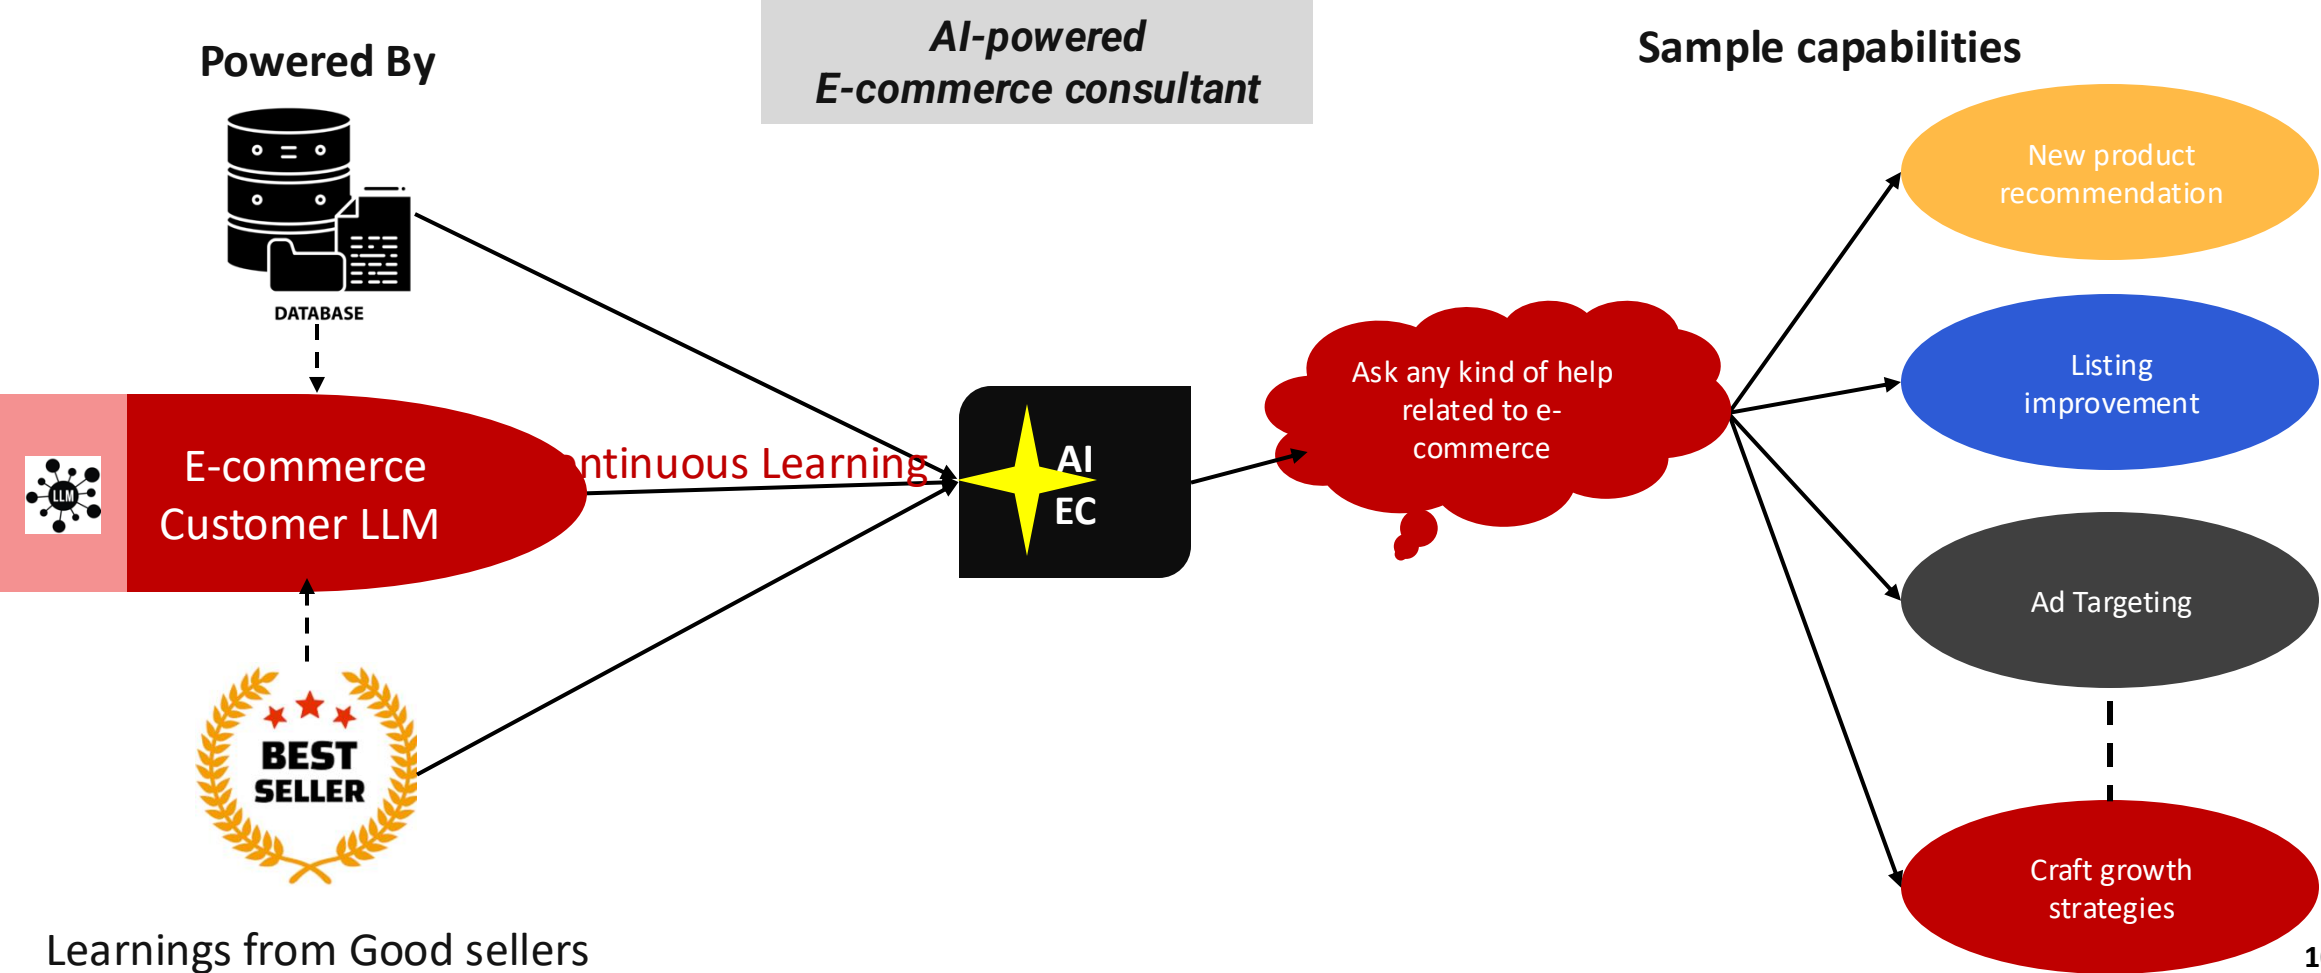 AI-powered
E-commerce consultant
Powered By
DATABASE
LLM
E-commerce
Customer LLM
ntinuous Learning
BEST
SELLER
Learnings from Good sellers
AI
EC
Ask any kind of help
related to e-
commerce
Sample capabilities
New product
recommendation
Listing
improvement
Ad Targeting
Craft growth
strategies
1